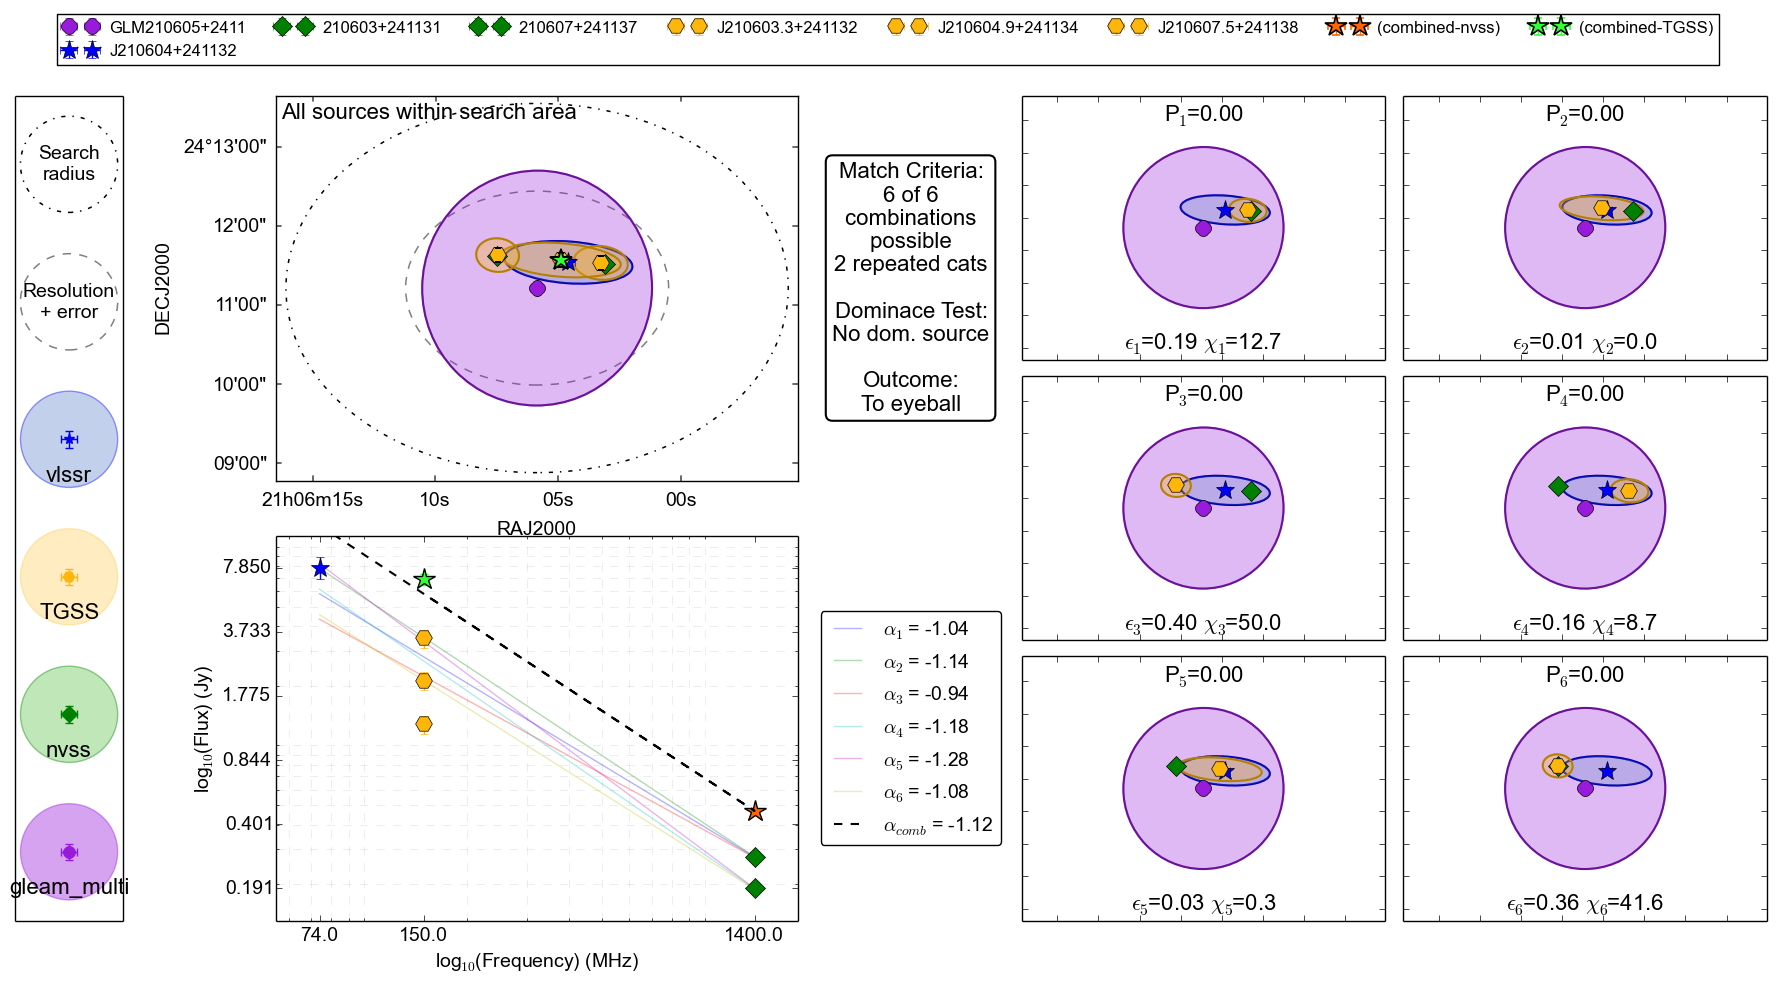 GLM210605+2411 210603+241131 210607+241137 J210603.3+241132 J210604.9+241134 J210607.5+241138 (combined-nvss) (combined-TGSS)
J210604+241132
Search
radius
Resolution
+ error
vlssr
TGSS
nvss
gleam_multi
All sources within search area
DECJ2000
24°13'00"
12'00"
11'00"
10'00"
09'00"
21h06m15s 10s 05s 00s
RAJ2000
Match Criteria:
6 of 6
combinations
possible
2 repeated cats
Dominace Test:
No dom. source
Outcome:
To eyeball
log10(Flux) (Jy)
7.850
3.733
1.775
0.844
0.401
0.191
74.0 150.0 1400.0
log10(Frequency) (MHz)
α1 = -1.04
α2 = -1.14
α3 = -0.94
α4 = -1.18
α5 = -1.28
α6 = -1.08
αcomb = -1.12
P1=0.00
ϵ1=0.19 χ1=12.7
P2=0.00
ϵ2=0.01 χ2=0.0
P3=0.00
ϵ3=0.40 χ3=50.0
P4=0.00
ϵ4=0.16 χ4=8.7
P5=0.00
ϵ5=0.03 χ5=0.3
P6=0.00
ϵ6=0.36 χ6=41.6